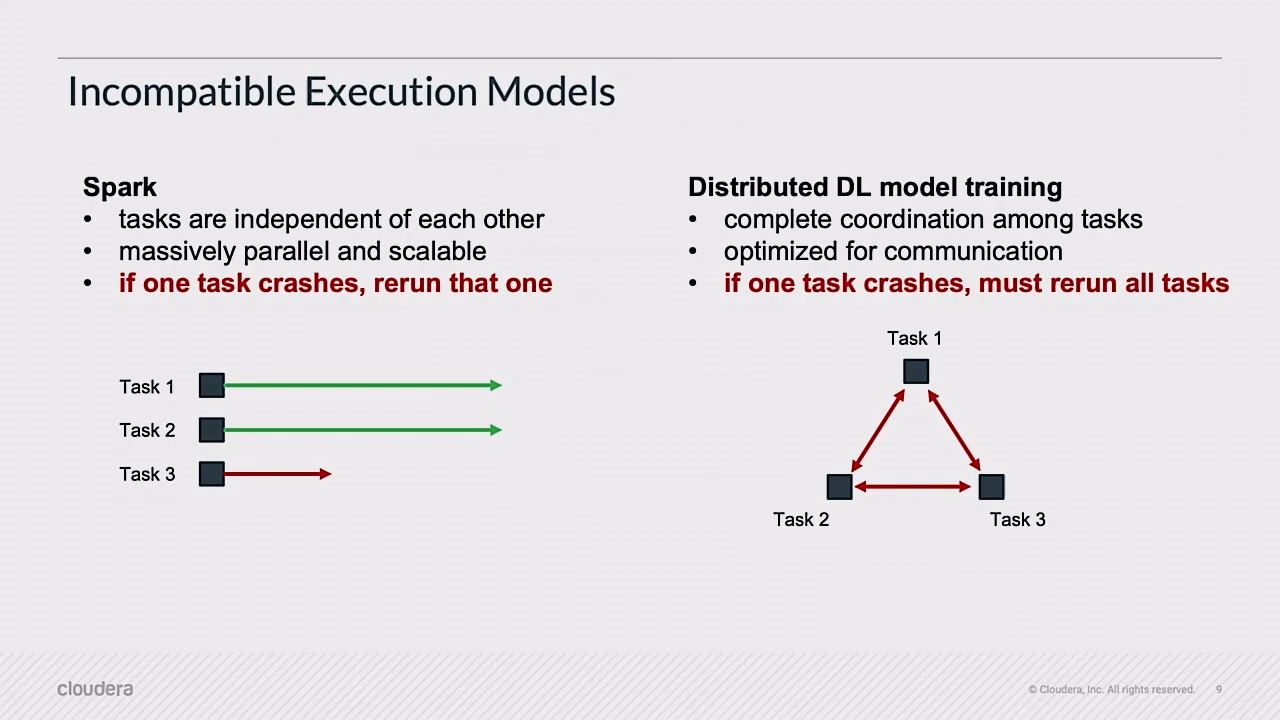 Incompatible Execution Models
Spark
• tasks are independent of each other
• massively parallel and scalable
• if one task crashes, rerun that one
Task 1
Task 2
Task 3
Distributed DL model training
• complete coordination among tasks
• optimized for communication
• if one task crashes, must rerun all tasks
Task 1
Task 2
Task 3
cloudera
© Cloudera, Inc. All rights reserved. 9